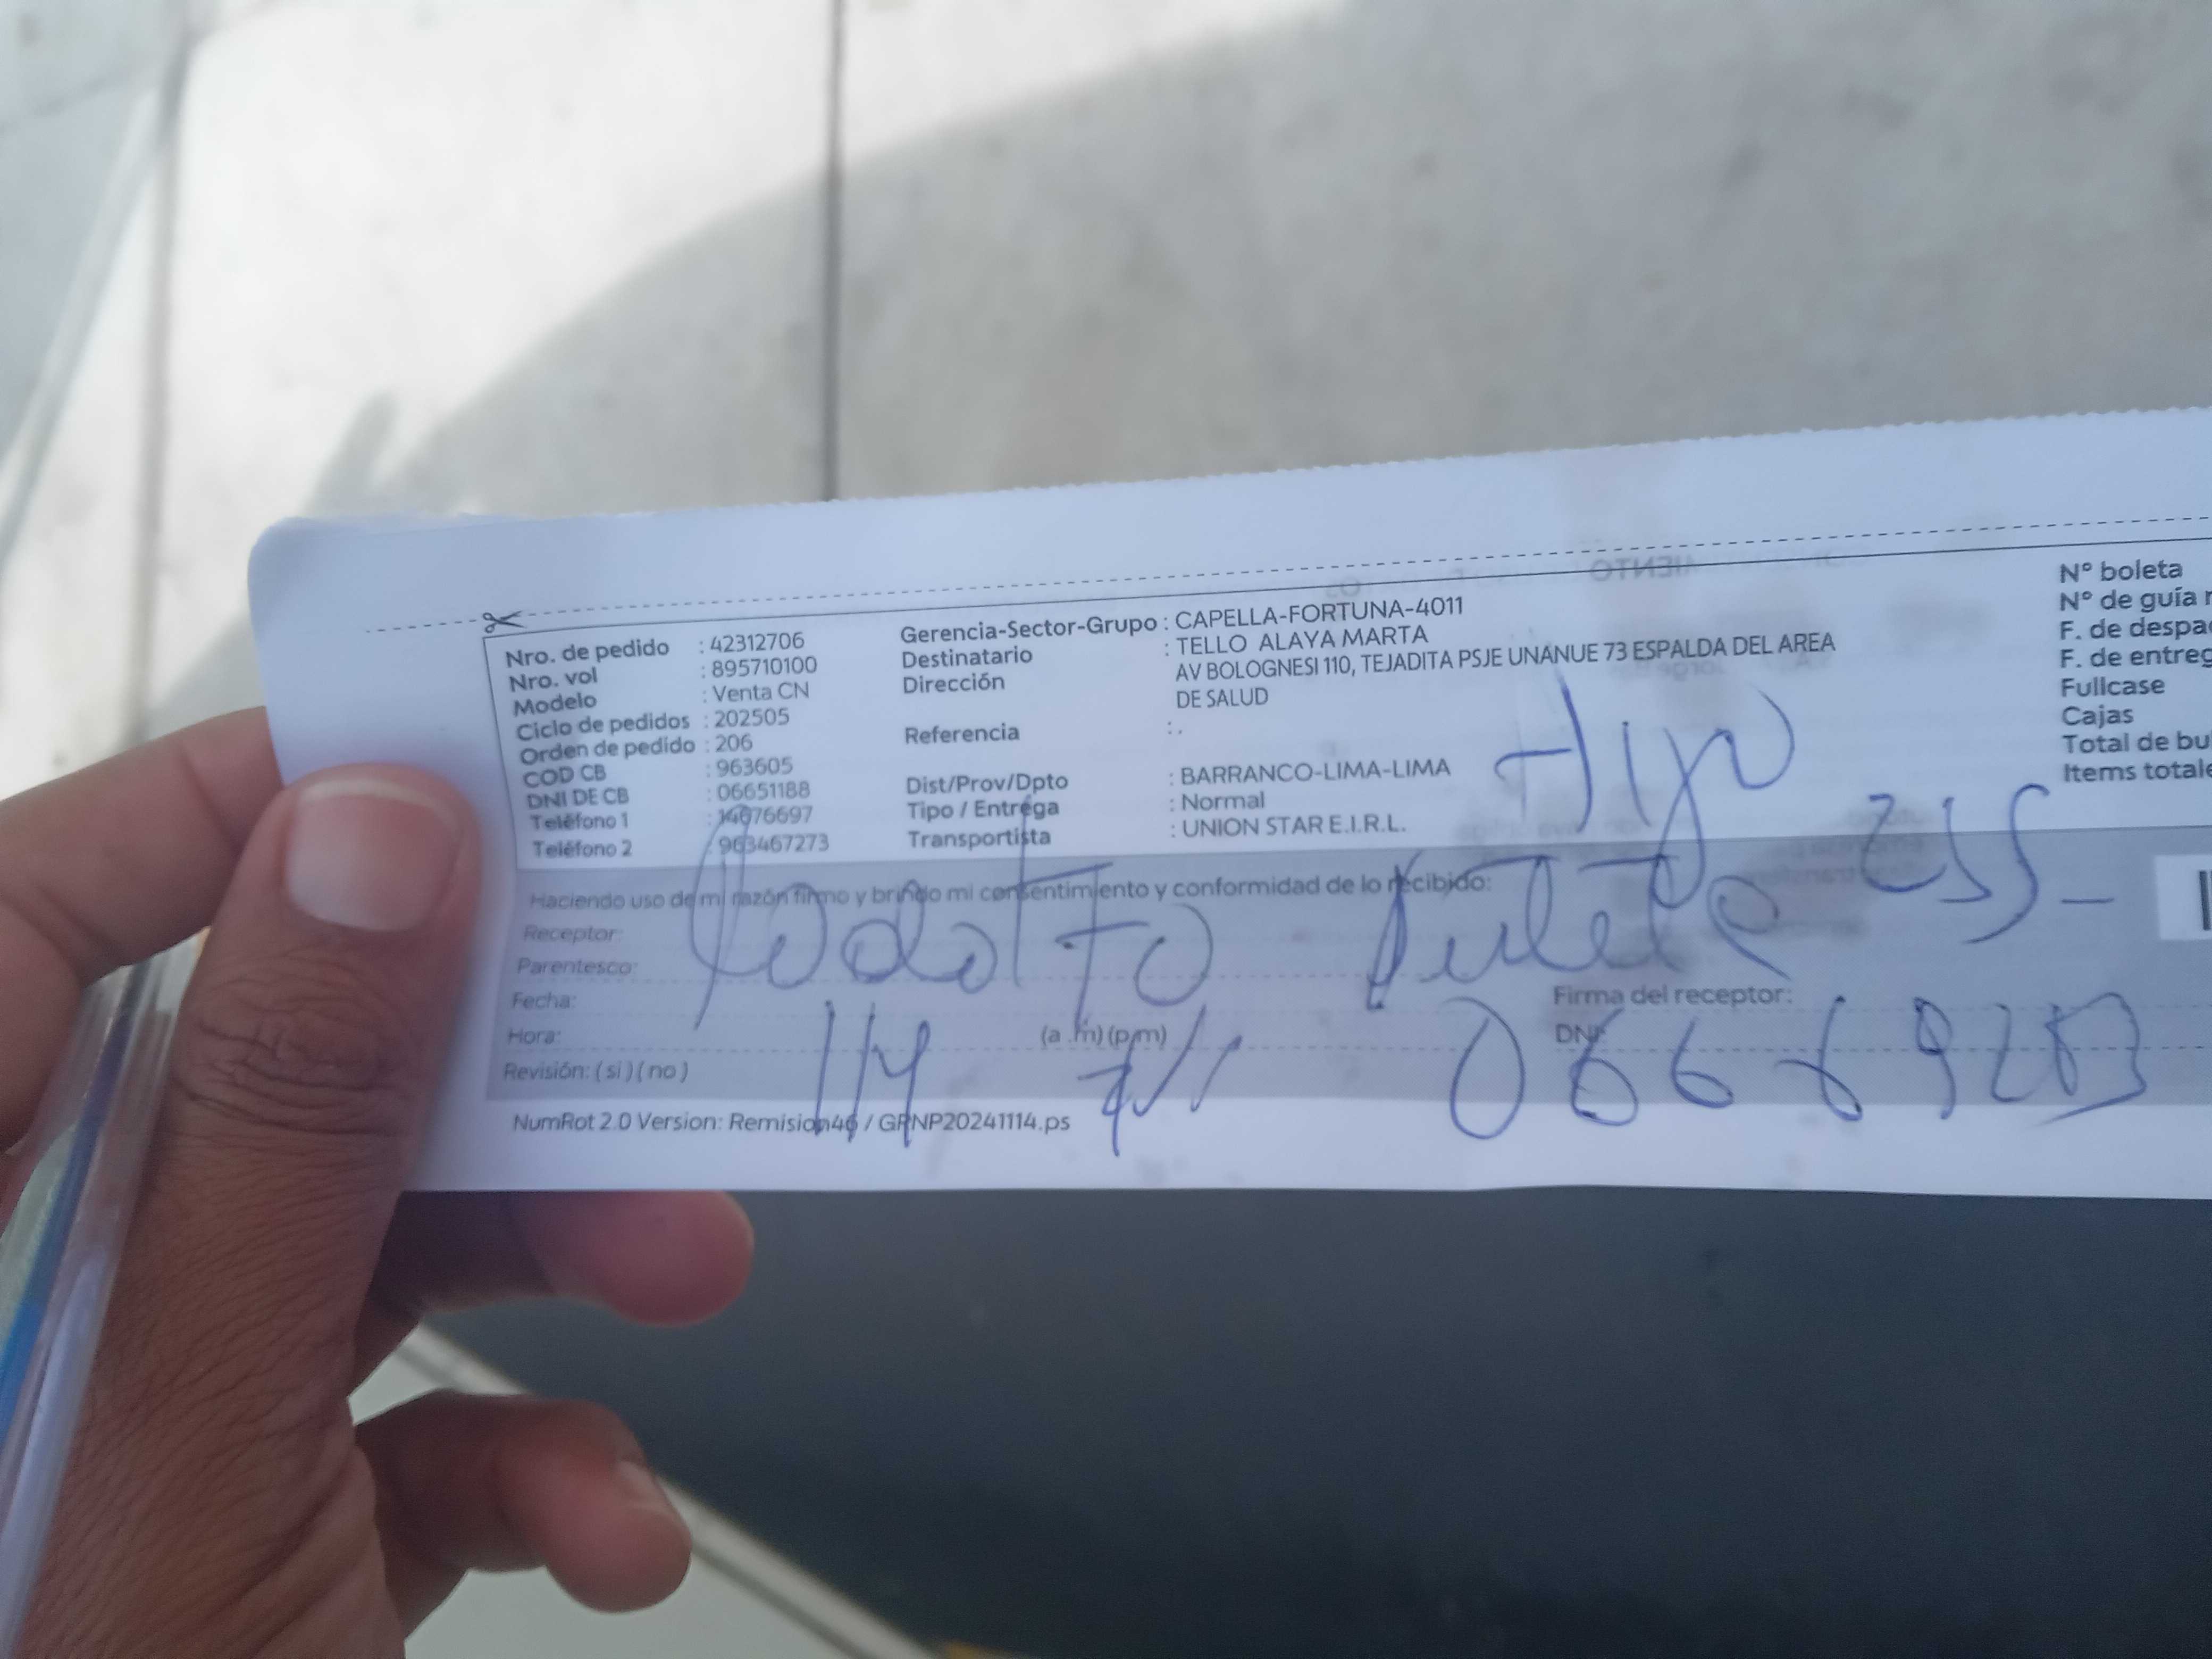 Nro. de pedido : 42312706
Nro. vol : 895710100
Modelo : Venta CN
Ciclo de pedidos : 202505
Orden de pedido : 206
COD CB : 963605
DNI DE CB : 06651188
Teléfono 1 : 14676697
Teléfono 2 : 963467273
Gerencia-Sector-Grupo : CAPELLA-FORTUNA-4011
Destinatario : TELLO ALAYA MARTA
Dirección : AV BOLOGNESI 110, TEJADITA PSJE UNANUE 73 ESPALDA DEL AREA
DE SALUD
Referencia : .
Dist/Prov/Dpto : BARRANCO-LIMA-LIMA
Tipo / Entrega : Normal
Transportista : UNION STAR E.I.R.L.
N° boleta
N° de guía
F. de
F. de
Fullcase
Cajas
Total de
Items
Haciendo uso de mi razón firmo y brindo mi consentimiento y conformidad de lo recibido:
Receptor:
Parentesco:
Fecha:
Hora: (a .m) (p.m)
Revisión: ( si ) ( no )
Firma del receptor:
DNI:
NumRot 2.0 Version: Remision46 / GRNP20241114.ps